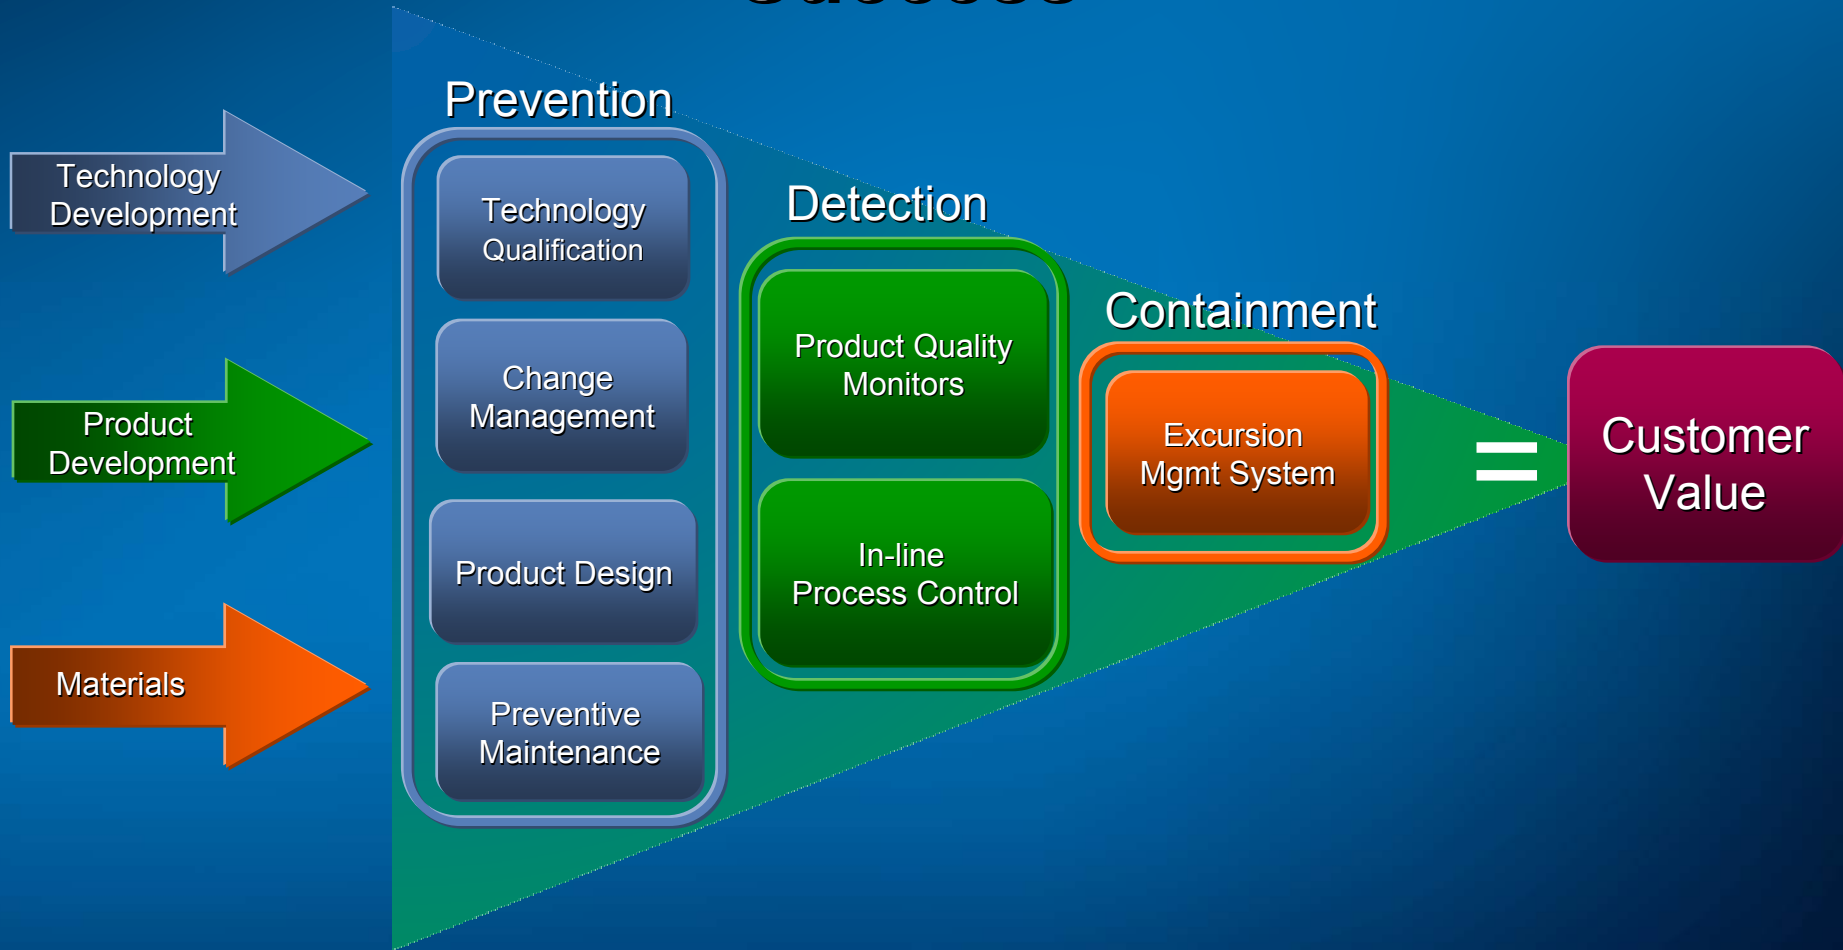 Technology
Development
Product
Development
Materials
Prevention
Technology
Qualification
Change
Management
Product Design
Preventive
Maintenance
Detection
Product Quality
Monitors
In-line
Process Control
Containment
Excursion
Mgmt System
=
Customer
Value